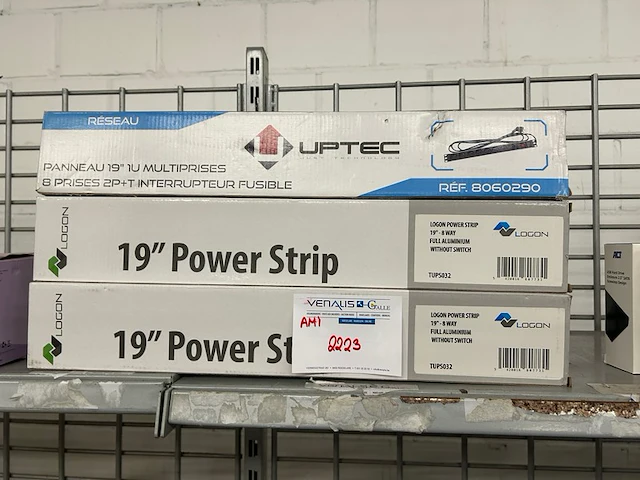 RÉSEAU
UPTEC
PANNEAU 19" 1U MULTIPRISES
8 PRISES 2P+T INTERRUPTEUR FUSIBLE
RÉF. 8060290
LOGON
19” Power Strip
LOGON POWER STRIP
19" - 8 WAY
FULL ALUMINIUM
WITHOUT SWITCH
TUPS032
LOGON
LOGON
19” Power St
VENALIS
GALLE
AMI
2223
LOGON POWER STRIP
19" - 8 WAY
FULL ALUMINIUM
WITHOUT SWITCH
TUPS032
LOGON
ACT